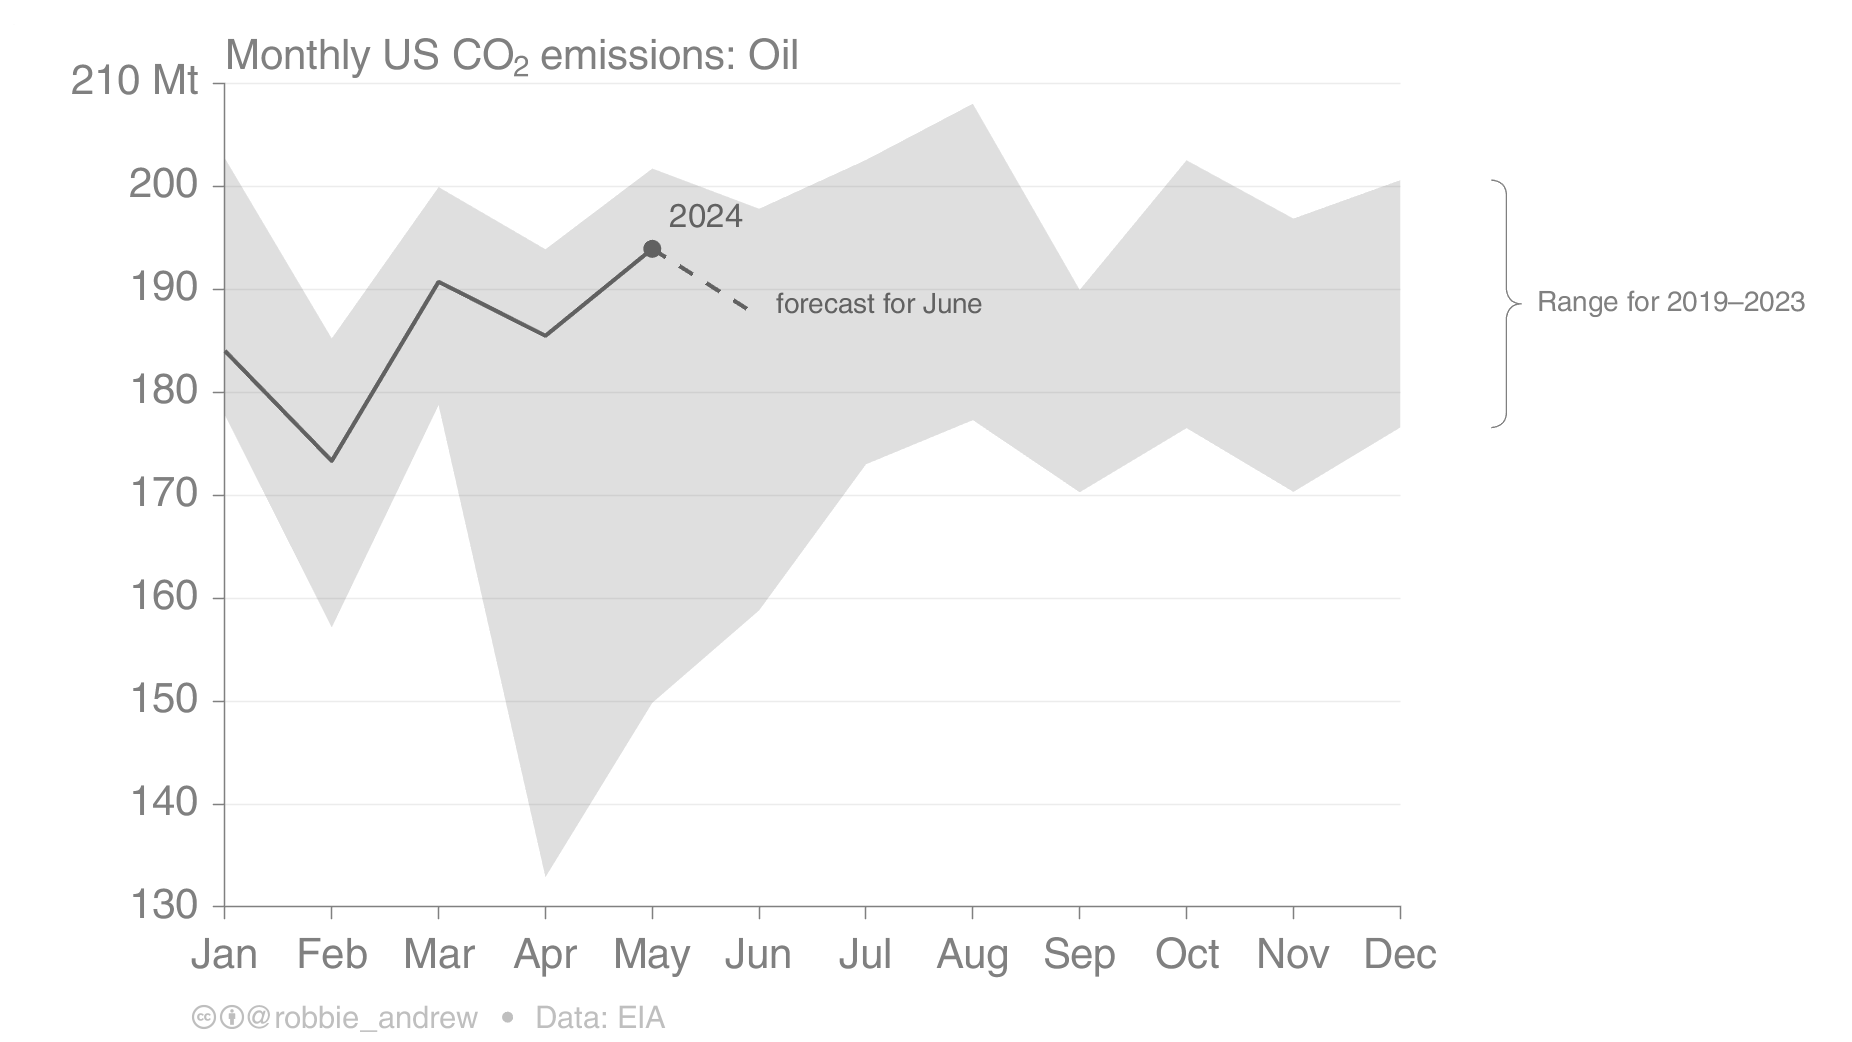 Monthly US CO₂ emissions: Oil
210 Mt
200
190
180
170
160
150
140
130
2024
forecast for June
Range for 2019–2023
Jan Feb Mar Apr May Jun Jul Aug Sep Oct Nov Dec
cc @robbie_andrew • Data: EIA